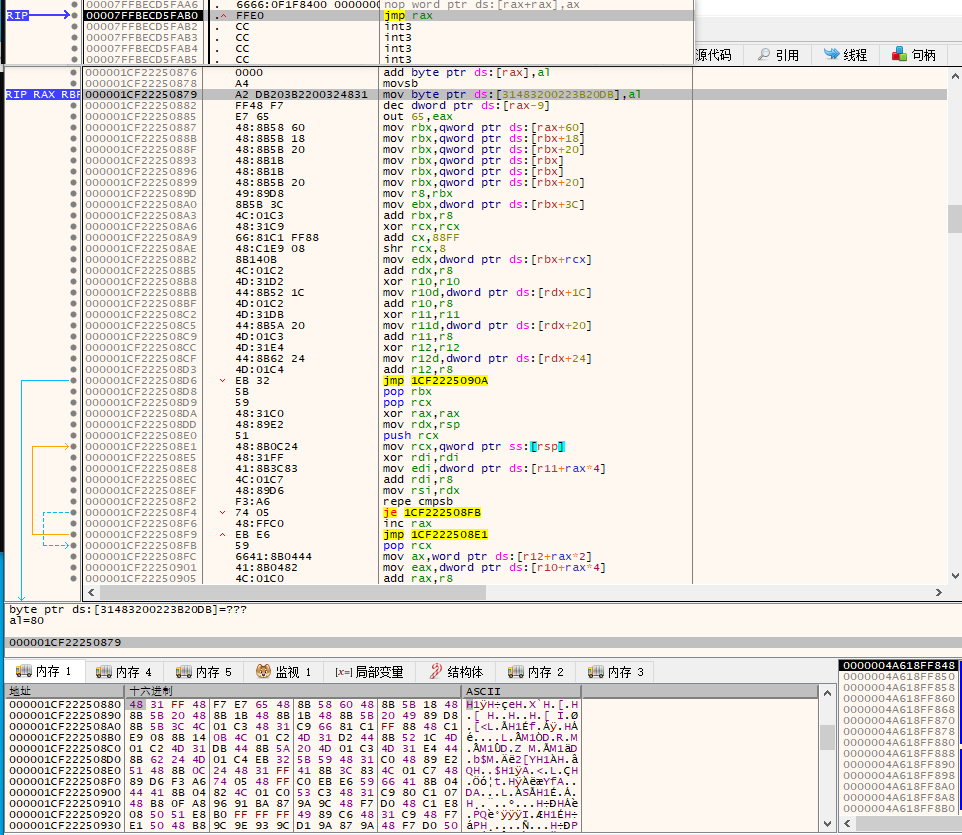 00007FFBECD5FAA6 . 6666:0F1F8400 0000000 nop word ptr ds:[rax+rax],ax
RIP 00007FFBECD5FAB0 .^ FFE0 jmp rax
00007FFBECD5FAB2 . CC int3
00007FFBECD5FAB3 . CC int3
00007FFBECD5FAB4 . CC int3
00007FFBECD5FAB5 . CC int3
源代码 引用 线程 句柄
000001CF22250876 0000 add byte ptr ds:[rax],al
000001CF22250878 A4 movsb
RIP RAX RBP 000001CF22250879 A2 DB203B2200324831 mov byte ptr ds:[31483200223B20DB],al
000001CF22250882 FF48 F7 dec dword ptr ds:[rax-9]
000001CF22250885 E7 65 out 65,eax
000001CF22250887 48:8B58 60 mov rbx,qword ptr ds:[rax+60]
000001CF2225088B 48:8B5B 18 mov rbx,qword ptr ds:[rbx+18]
000001CF2225088F 48:8B5B 20 mov rbx,qword ptr ds:[rbx+20]
000001CF22250893 48:8B1B mov rbx,qword ptr ds:[rbx]
000001CF22250896 48:8B1B mov rbx,qword ptr ds:[rbx]
000001CF22250899 48:8B5B 20 mov rbx,qword ptr ds:[rbx+20]
000001CF2225089D 49:89D8 mov r8,rbx
000001CF222508A0 8B5B 3C mov ebx,dword ptr ds:[rbx+3C]
000001CF222508A3 4C:01C3 add rbx,r8
000001CF222508A6 48:31C9 xor rcx,rcx
000001CF222508A9 66:81C1 FF88 add cx,88FF
000001CF222508AE 48:C1E9 08 shr rcx,8
000001CF222508B2 8B140B mov edx,dword ptr ds:[rbx+rcx]
000001CF222508B5 4C:01C2 add rdx,r8
000001CF222508B8 4D:31D2 xor r10,r10
000001CF222508BB 44:8B52 1C mov r10d,dword ptr ds:[rdx+1C]
000001CF222508BF 4D:01C2 add r10,r8
000001CF222508C2 4D:31DB xor r11,r11
000001CF222508C5 44:8B5A 20 mov r11d,dword ptr ds:[rdx+20]
000001CF222508C9 4D:01C3 add r11,r8
000001CF222508CC 4D:31E4 xor r12,r12
000001CF222508CF 44:8B62 24 mov r12d,dword ptr ds:[rdx+24]
000001CF222508D3 4D:01C4 add r12,r8
000001CF222508D6 EB 32 jmp 1CF2225090A
000001CF222508D8 5B pop rbx
000001CF222508D9 59 pop rcx
000001CF222508DA 48:31C0 xor rax,rax
000001CF222508DD 48:89E2 mov rdx,rsp
000001CF222508E0 51 push rcx
000001CF222508E1 48:8B0C24 mov rcx,qword ptr ss:[rsp]
000001CF222508E5 48:31FF xor rdi,rdi
000001CF222508E8 41:8B3C83 mov edi,dword ptr ds:[r11+rax*4]
000001CF222508EC 4C:01C7 add rdi,r8
000001CF222508EF 48:89D6 mov rsi,rdx
000001CF222508F2 F3:A6 repe cmpsb
000001CF222508F4 74 05 je 1CF222508FB
000001CF222508F6 48:FFC0 inc rax
000001CF222508F9 EB E6 jmp 1CF222508E1
000001CF222508FB 59 pop rcx
000001CF222508FC 6641:8B0444 mov ax,word ptr ds:[r12+rax*2]
000001CF22250901 41:8B0482 mov eax,dword ptr ds:[r10+rax*4]
000001CF22250905 4C:01C0 add rax,r8
byte ptr ds:[31483200223B20DB]=???
al=80
000001CF22250879
内存 1 内存 4 内存 5 监视 1 [x=] 局部变量 结构体 内存 2 内存 3
地址 十六进制 ASCII
000001CF22250880 48 31 FF 48 F7 E7 65 48 8B 58 60 48 8B 5B 18 48 H1ÿH÷çeH.X`H.[.H
000001CF22250890 8B 5B 20 48 8B 1B 48 8B 1B 48 8B 5B 20 49 89 D8 .[ H..H..H.[ I.Ø
000001CF222508A0 8B 5B 3C 4C 01 C3 48 31 C9 66 81 C1 FF 88 48 C1 .[<L.ÃH1Éf.Áÿ.HÁ
000001CF222508B0 E9 08 8B 14 0B 4C 01 C2 4D 31 D2 44 8B 52 1C 4D é....L.ÂM1ÒD.R.M
000001CF222508C0 01 C2 4D 31 DB 44 8B 5A 20 4D 01 C3 4D 31 E4 44 .ÂM1ÛD.Z M.ÃM1äD
000001CF222508D0 8B 62 24 4D 01 C4 EB 32 5B 59 48 31 C0 48 89 E2 .b$M.Äë2[YH1ÀH.â
000001CF222508E0 51 48 8B 0C 24 48 31 FF 41 8B 3C 83 4C 01 C7 48 QH..$H1ÿA.<.L.ÇH
000001CF222508F0 89 D6 F3 A6 74 05 48 FF C0 EB E6 59 66 41 8B 04 .Öó¦t.HÿÀëæYfA..
000001CF22250900 44 41 8B 04 82 4C 01 C0 53 C3 48 31 C9 80 C1 07 DA...L.ÀSÃH1É.Á.
000001CF22250910 48 B8 0F A8 96 91 BA 87 9A 9C 48 F7 D0 48 C1 E8 H¸.¨..º...H÷ÐHÁè
000001CF22250920 08 50 51 E8 B0 FF FF FF 49 89 C6 48 31 C9 48 F7 .PQè°ÿÿÿI.ÆH1ÉH÷
000001CF22250930 E1 50 48 B8 9C 9E 93 9C D1 9A 87 9A 48 F7 D0 50 áPH¸....Ñ...H÷ÐP
0000004A618FF848
0000004A618FF850
0000004A618FF858
0000004A618FF860
0000004A618FF868
0000004A618FF870
0000004A618FF878
0000004A618FF880
0000004A618FF888
0000004A618FF890
0000004A618FF898
0000004A618FF8A0
0000004A618FF8A8
0000004A618FF8B0